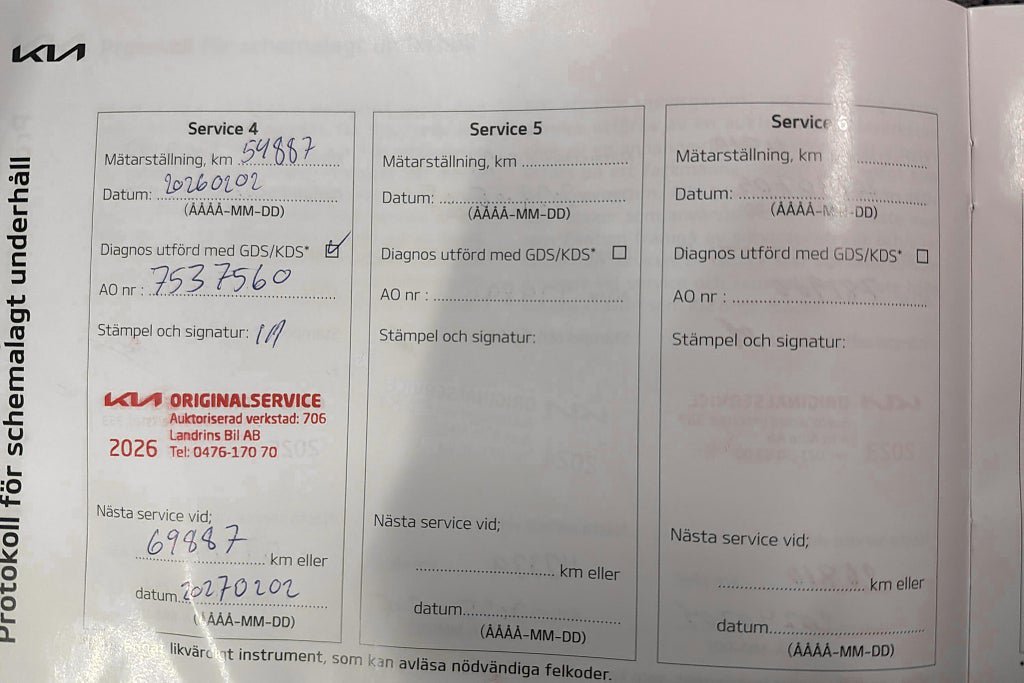 KIA
Protokoll för schemalagt underhåll
Service 4
Mätarställning, km 59887
Datum: 20260202
(ÅÅÅÅ-MM-DD)
Diagnos utförd med GDS/KDS*
AO nr : 7537560
Stämpel och signatur:
KIA ORIGINALSERVICE
Auktoriserad verkstad: 706
Landrins Bil AB
2026 Tel: 0476-170 70
Nästa service vid;
69887 km eller
datum 20270202
(ÅÅÅÅ-MM-DD)
Service 5
Mätarställning, km
Datum:
(ÅÅÅÅ-MM-DD)
Diagnos utförd med GDS/KDS*
AO nr :
Stämpel och signatur:
Nästa service vid;
km eller
datum
(ÅÅÅÅ-MM-DD)
Service 6
Mätarställning, km
Datum:
(ÅÅÅÅ-MM-DD)
Diagnos utförd med GDS/KDS*
AO nr :
Stämpel och signatur:
Nästa service vid;
km eller
datum
(ÅÅÅÅ-MM-DD)
likvärdigt instrument, som kan avläsa nödvändiga felkoder.